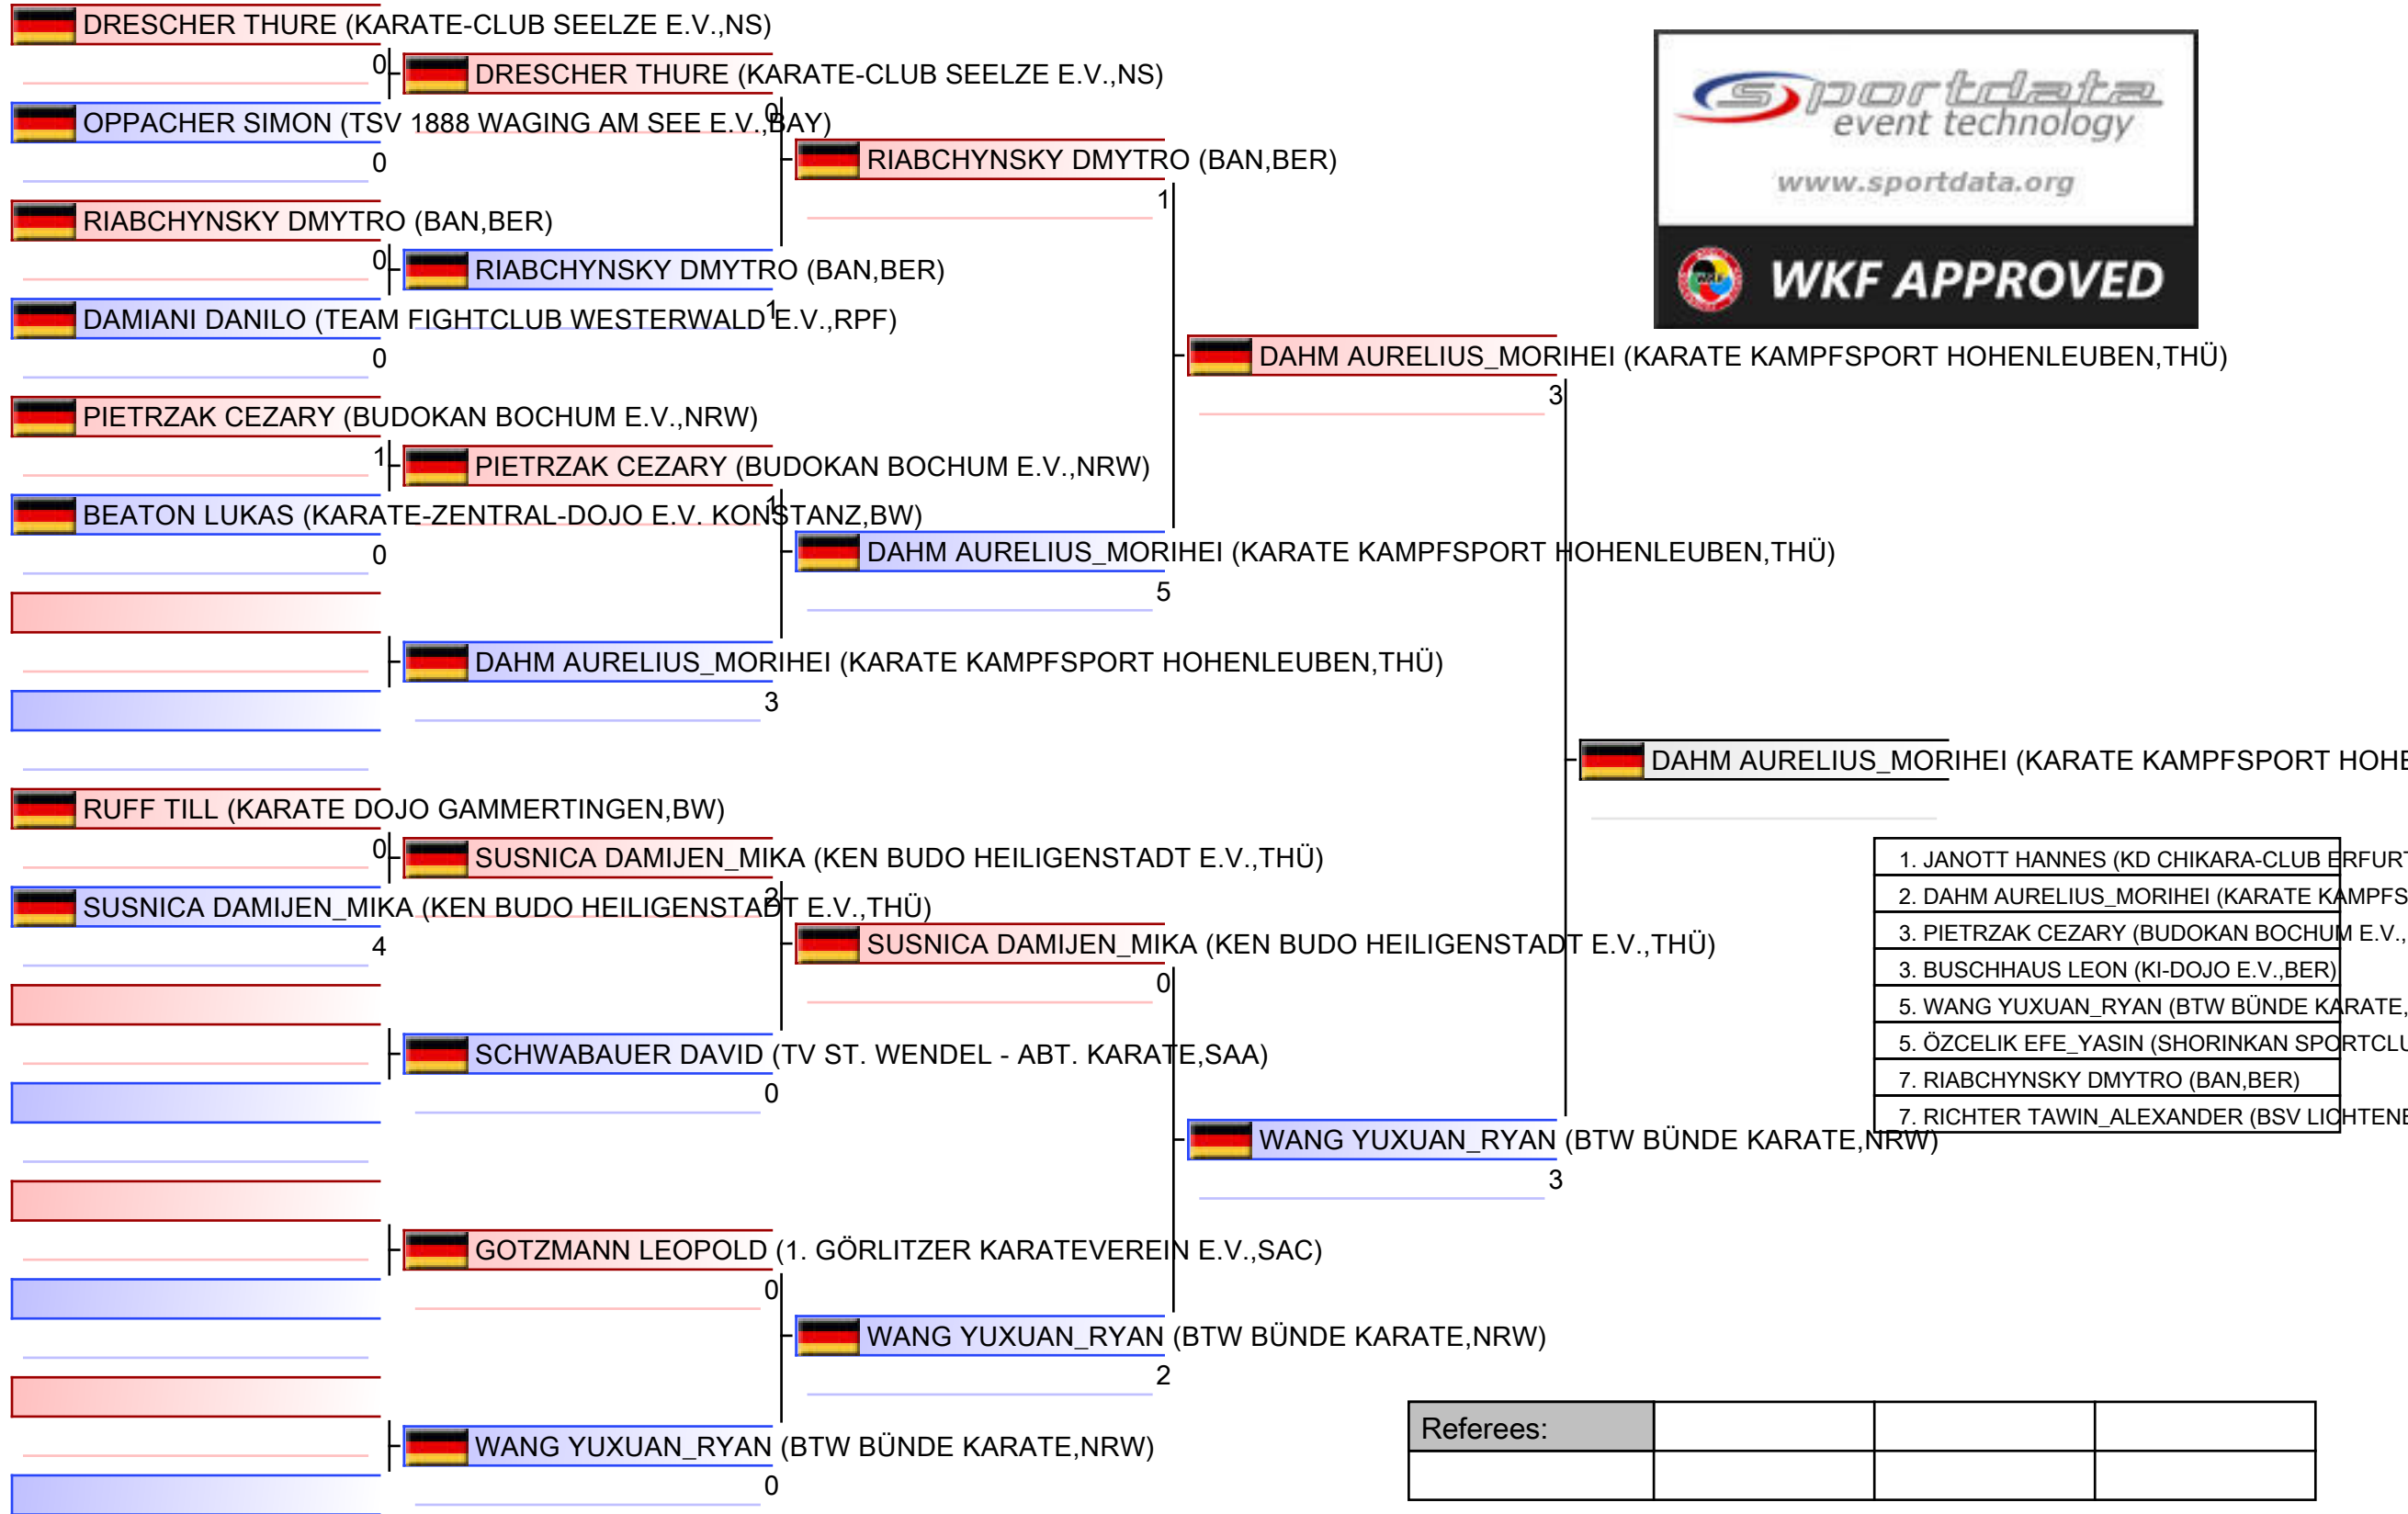 DRESCHER THURE (KARATE-CLUB SEELZE E.V.,NS)
0
OPPACHER SIMON (TSV 1888 WAGING AM SEE E.V.,BAY)
0
RIABCHYNSKY DMYTRO (BAN,BER)
0
DAMIANI DANILO (TEAM FIGHTCLUB WESTERWALD E.V.,RPF)
0
PIETRZAK CEZARY (BUDOKAN BOCHUM E.V.,NRW)
1
BEATON LUKAS (KARATE-ZENTRAL-DOJO E.V. KONSTANZ,BW)
0
RUFF TILL (KARATE DOJO GAMMERTINGEN,BW)
0
SUSNICA DAMIJEN_MIKA (KEN BUDO HEILIGENSTADT E.V.,THÜ)
4
DRESCHER THURE (KARATE-CLUB SEELZE E.V.,NS)
0
RIABCHYNSKY DMYTRO (BAN,BER)
1
PIETRZAK CEZARY (BUDOKAN BOCHUM E.V.,NRW)
1
DAHM AURELIUS_MORIHEI (KARATE KAMPFSPORT HOHENLEUBEN,THÜ)
3
SUSNICA DAMIJEN_MIKA (KEN BUDO HEILIGENSTADT E.V.,THÜ)
2
SCHWABAUER DAVID (TV ST. WENDEL - ABT. KARATE,SAA)
0
GOTZMANN LEOPOLD (1. GÖRLITZER KARATEVEREIN E.V.,SAC)
0
WANG YUXUAN_RYAN (BTW BÜNDE KARATE,NRW)
0
RIABCHYNSKY DMYTRO (BAN,BER)
1
DAHM AURELIUS_MORIHEI (KARATE KAMPFSPORT HOHENLEUBEN,THÜ)
5
SUSNICA DAMIJEN_MIKA (KEN BUDO HEILIGENSTADT E.V.,THÜ)
0
WANG YUXUAN_RYAN (BTW BÜNDE KARATE,NRW)
2
DAHM AURELIUS_MORIHEI (KARATE KAMPFSPORT HOHENLEUBEN,THÜ)
3
WANG YUXUAN_RYAN (BTW BÜNDE KARATE,NRW)
3
DAHM AURELIUS_MORIHEI (KARATE KAMPFSPORT HOHE
sportdata
event technology
www.sportdata.org
WKF APPROVED
1. JANOTT HANNES (KD CHIKARA-CLUB ERFURT
2. DAHM AURELIUS_MORIHEI (KARATE KAMPFS
3. PIETRZAK CEZARY (BUDOKAN BOCHUM E.V.,
3. BUSCHHAUS LEON (KI-DOJO E.V.,BER)
5. WANG YUXUAN_RYAN (BTW BÜNDE KARATE,
5. ÖZCELIK EFE_YASIN (SHORINKAN SPORTCLU
7. RIABCHYNSKY DMYTRO (BAN,BER)
7. RICHTER TAWIN_ALEXANDER (BSV LICHTENE
Referees: